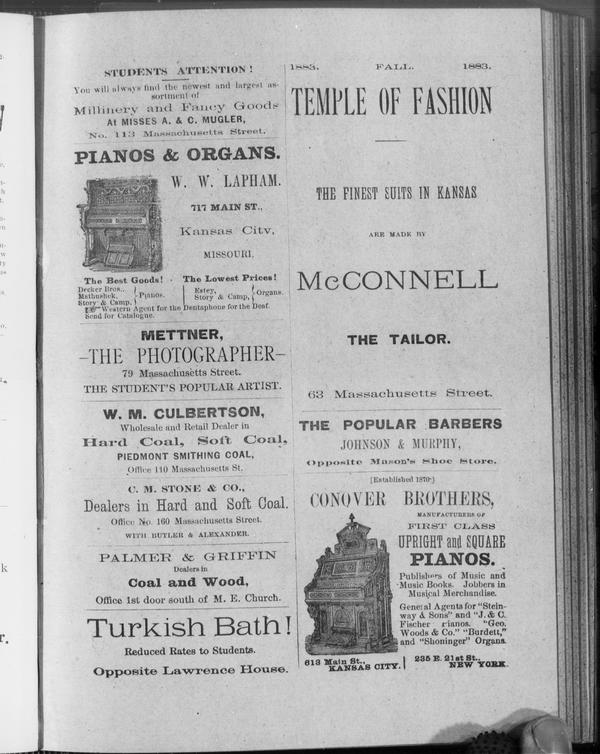 STUDENTS ATTENTION!
You will always find the newest and largest as-
sortment of
Millinery and Fancy Goods
At MISSES A. & C. MUGLER,
No. 113 Massachusetts Street.
PIANOS & ORGANS.
W. W. LAPHAM.
717 MAIN ST.,
Kansas City,
MISSOURI.
The Best Goods! The Lowest Prices!
Decker Bros.,
Mathushek,
Story & Camp,
Pianos.
Estey,
Story & Camp,
Organs.
Western Agent for the Dentaphone for the Deaf.
Send for Catalogue.
METTNER,
–THE PHOTOGRAPHER–
79 Massachusetts Street.
THE STUDENT'S POPULAR ARTIST.
W. M. CULBERTSON,
Wholesale and Retail Dealer in
Hard Coal, Soft Coal,
PIEDMONT SMITHING COAL,
Office 110 Massachusetts St.
C. M. STONE & CO.,
Dealers in Hard and Soft Coal.
Office No. 160 Massachusetts Street.
WITH BUTLER & ALEXANDER.
PALMER & GRIFFIN
Dealers in
Coal and Wood,
Office 1st door south of M. E. Church.
Turkish Bath!
Reduced Rates to Students.
Opposite Lawrence House.
1883. FALL. 1883.
TEMPLE OF FASHION
THE FINEST SUITS IN KANSAS
ARE MADE BY
McCONNELL
THE TAILOR.
63 Massachusetts Street.
THE POPULAR BARBERS
JOHNSON & MURPHY,
Opposite Mason's Shoe Store.
[Established 1870.]
CONOVER BROTHERS,
MANUFACTURERS OF
FIRST CLASS
UPRIGHT and SQUARE
PIANOS.
Publishers of Music and
Music Books. Jobbers in
Musical Merchandise.
General Agents for "Stein-
way & Sons" and "J. & C.
Fischer Pianos. "Geo.
Woods & Co." "Burdett,"
and "Shoninger" Organs.
613 Main St.,
KANSAS CITY.
235 E. 21st St.,
NEW YORK.